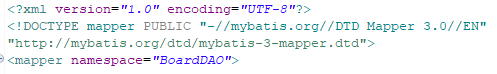 <?xml version="1.0" encoding="UTF-8"?>
<!DOCTYPE mapper PUBLIC "-//mybatis.org//DTD Mapper 3.0//EN"
"http://mybatis.org/dtd/mybatis-3-mapper.dtd">
<mapper namespace="BoardDAO">